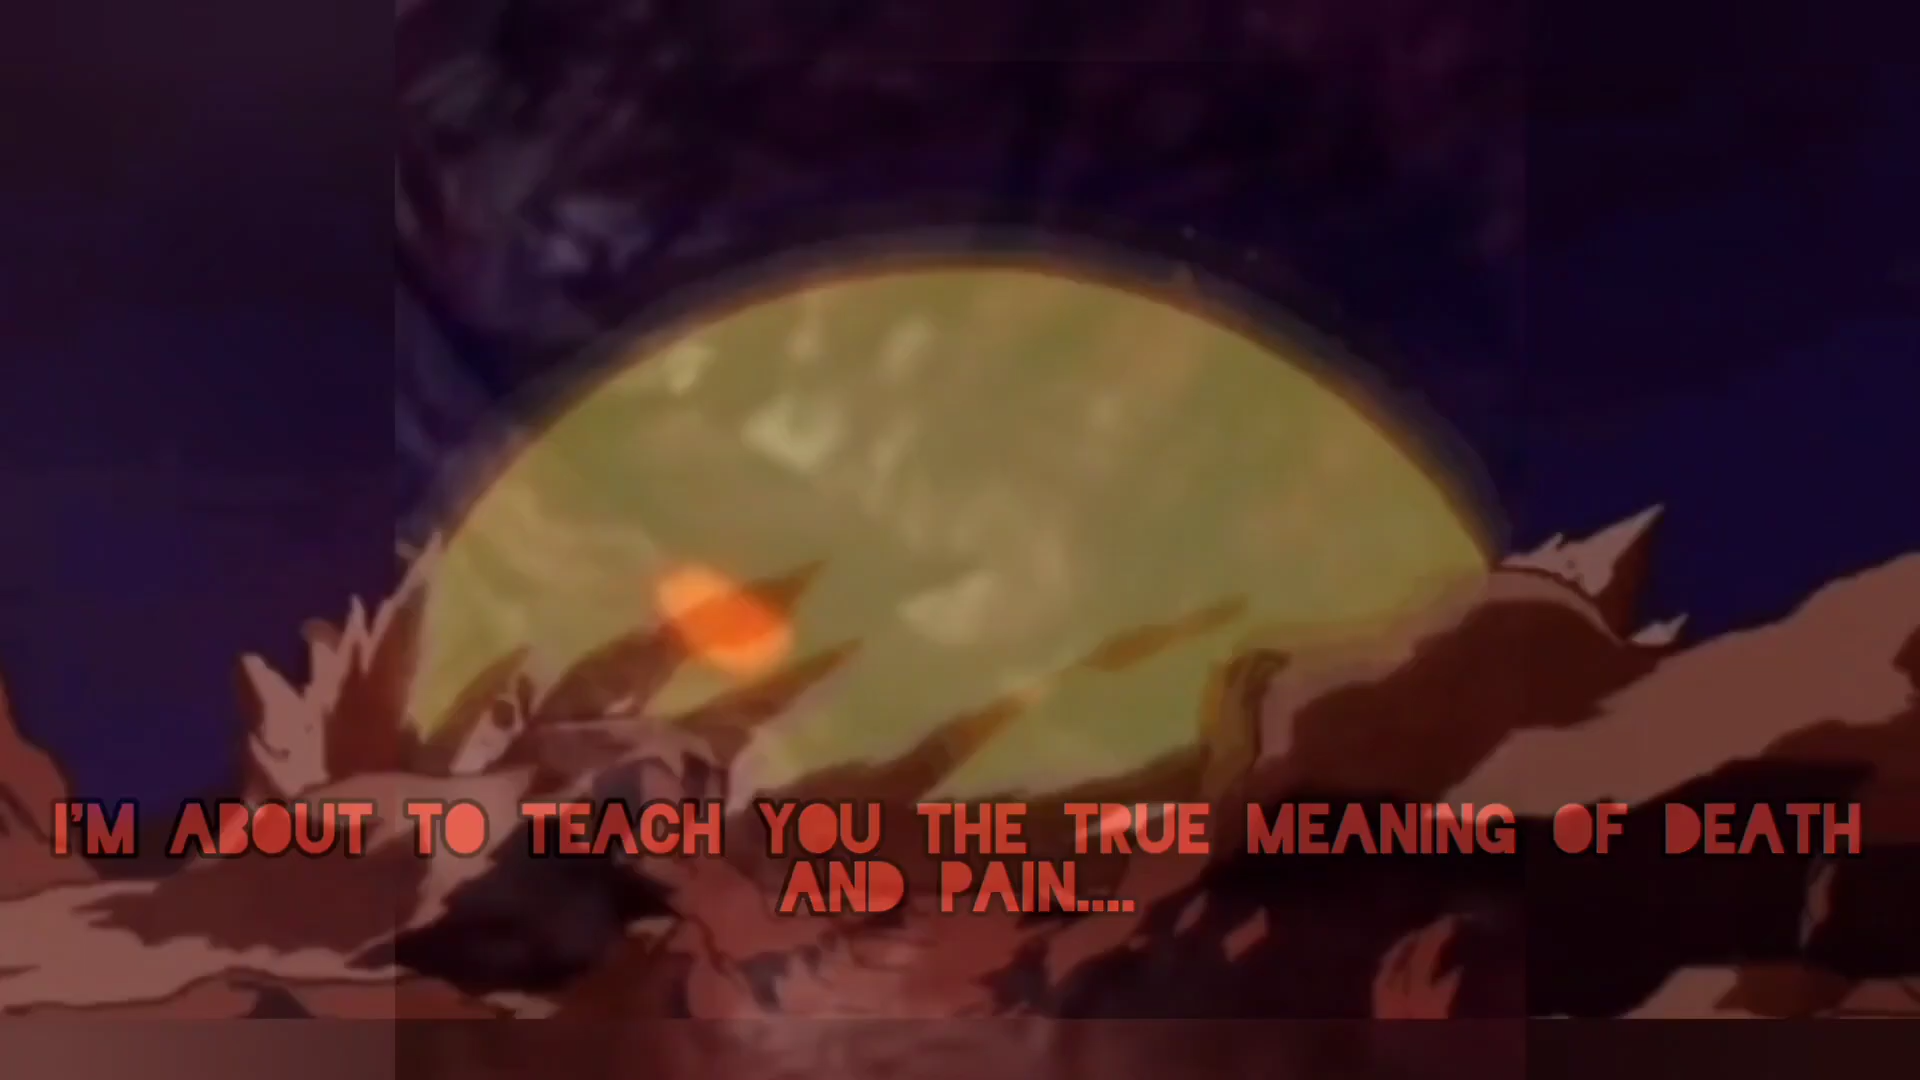 I'M ABOUT TO TEACH YOU THE TRUE MEANING OF DEATH
AND PAIN....